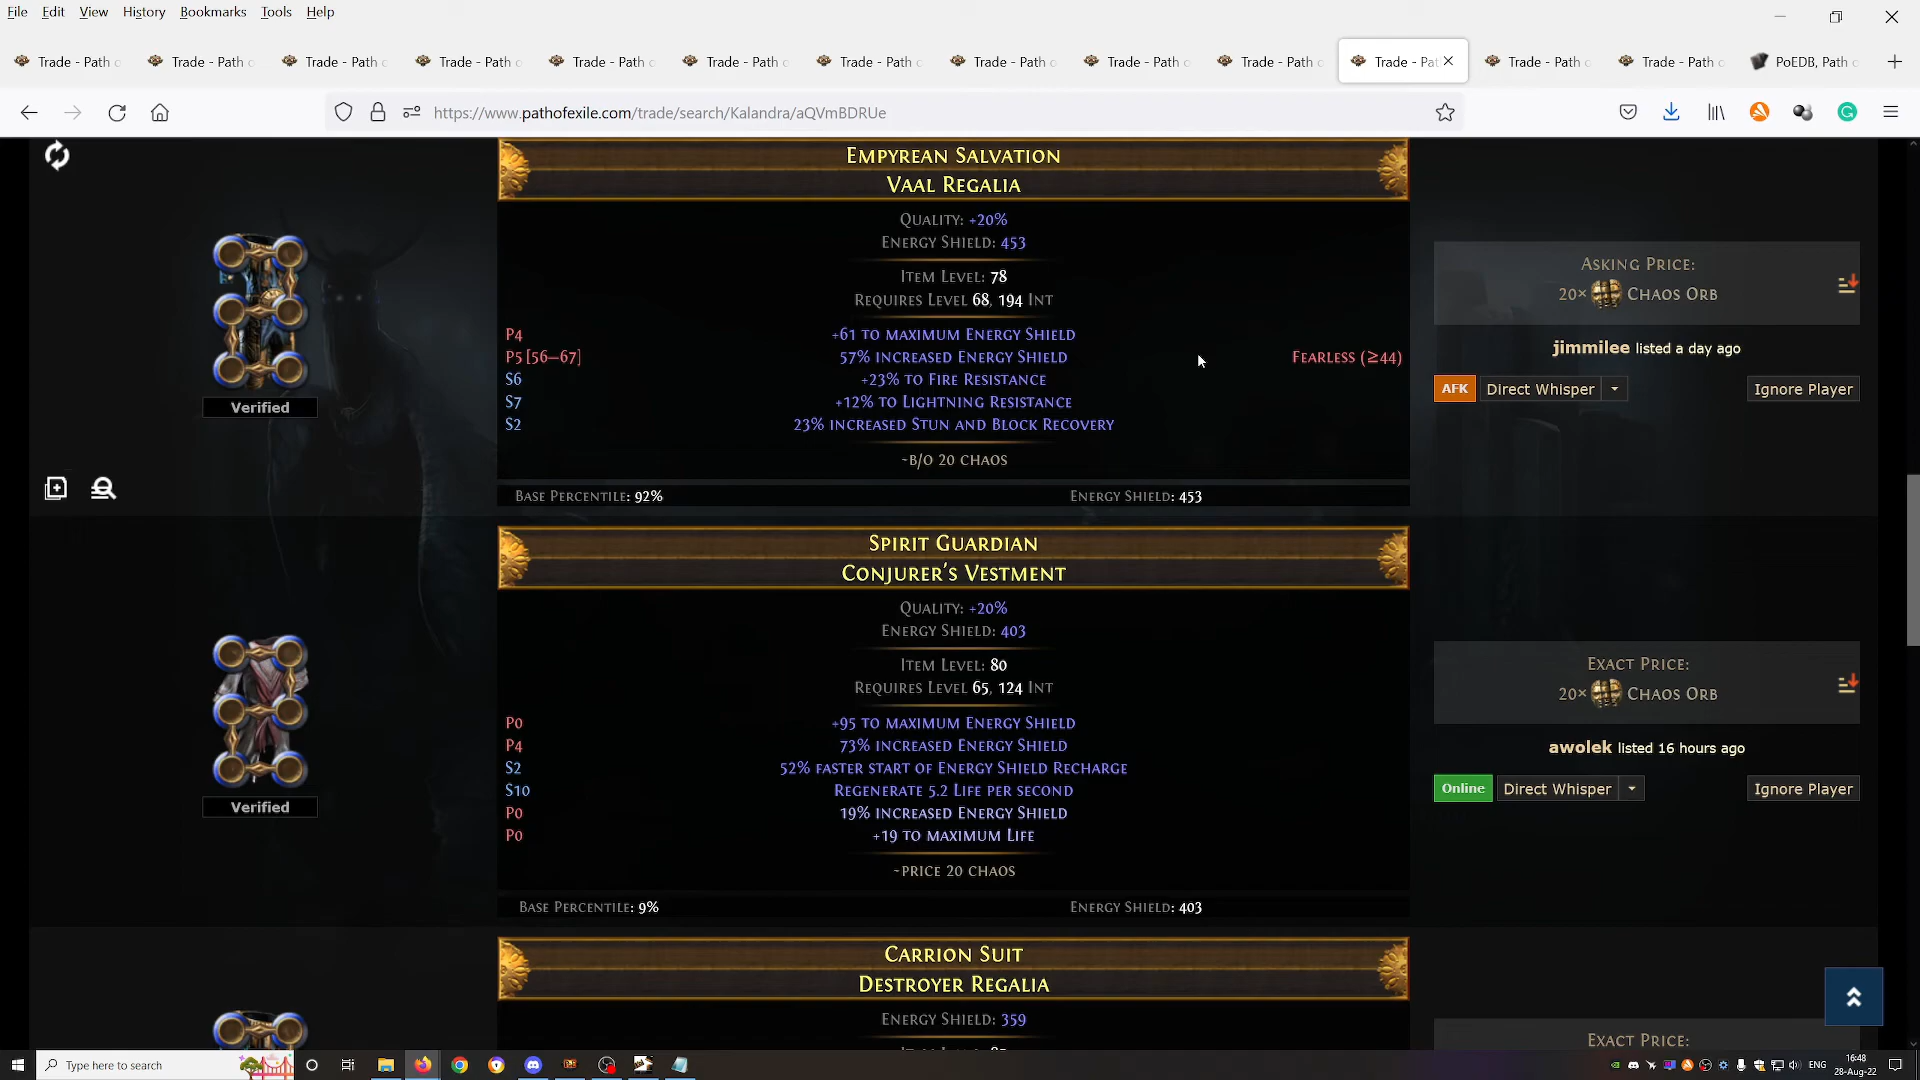 File Edit View History Bookmarks Tools Help
Trade - Path o Trade - Path o Trade - Path o Trade - Path o Trade - Path o Trade - Path o Trade - Path o Trade - Path o Trade - Path o Trade - Path o Trade - Pat Trade - Path o Trade - Path o PoEDB, Path o
https://www.pathofexile.com/trade/search/Kalandra/aQVmBDRUe
Empyrean Salvation
Vaal Regalia
Quality: +20%
Energy Shield: 453
Item Level: 78
Requires Level 68, 194 Int
P4 +61 to maximum Energy Shield
P5 [56—67] 57% increased Energy Shield Fearless (≥44)
S6 +23% to Fire Resistance
S7 +12% to Lightning Resistance
S2 23% increased Stun and Block Recovery
~b/o 20 chaos
Base Percentile: 92% Energy Shield: 453
Verified
Asking Price:
20× Chaos Orb
jimmilee listed a day ago
AFK Direct Whisper Ignore Player
Spirit Guardian
Conjurer's Vestment
Quality: +20%
Energy Shield: 403
Item Level: 80
Requires Level 65, 124 Int
P0 +95 to maximum Energy Shield
P4 73% increased Energy Shield
S2 52% faster start of Energy Shield Recharge
S10 Regenerate 5.2 Life per second
P0 19% increased Energy Shield
P0 +19 to maximum Life
~price 20 chaos
Base Percentile: 9% Energy Shield: 403
Verified
Exact Price:
20× Chaos Orb
awolek listed 16 hours ago
Online Direct Whisper Ignore Player
Carrion Suit
Destroyer Regalia
Energy Shield: 359
Exact Price:
Type here to search
ENG
16:48
28-Aug-22